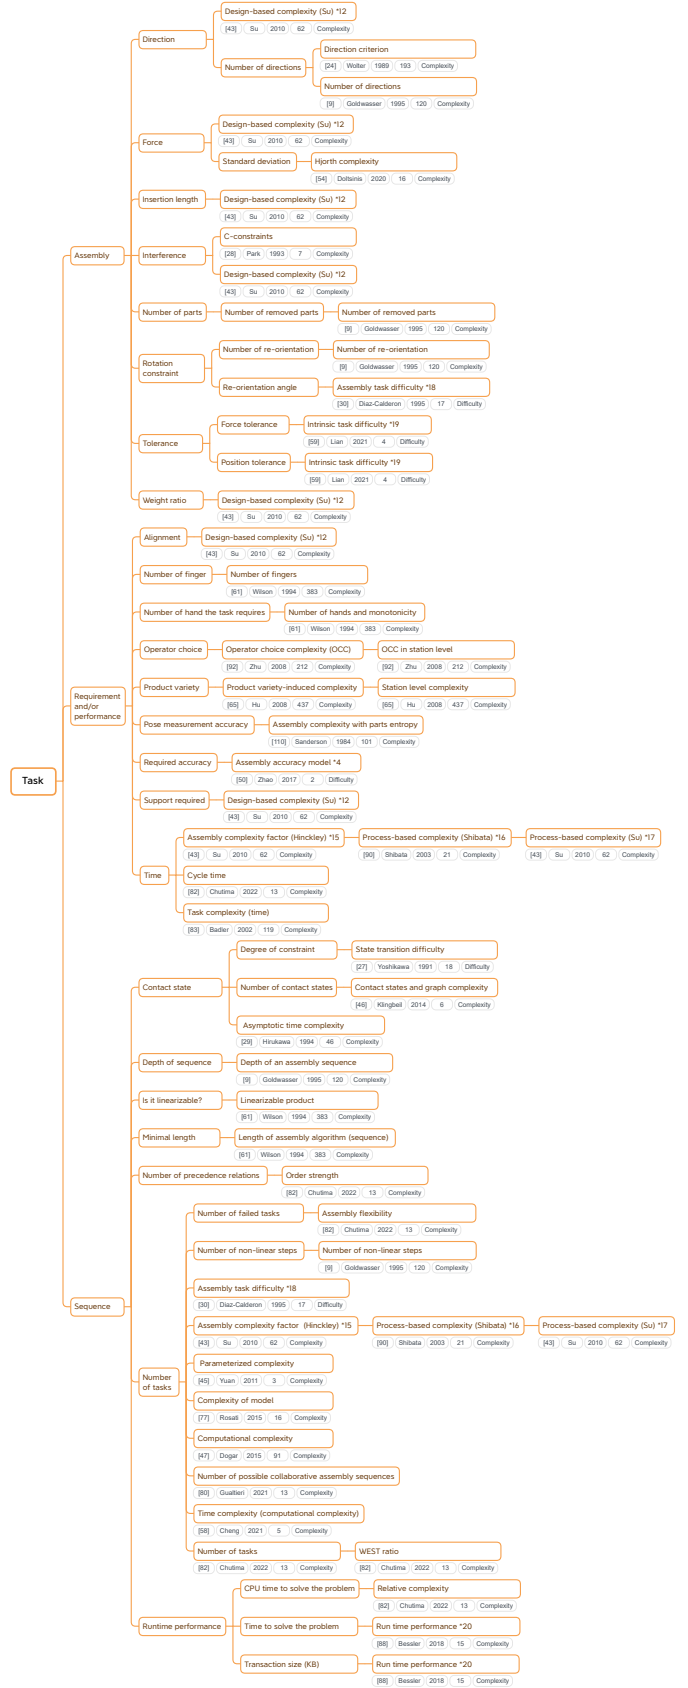 Design-based complexity (Su) *12
[43] Su 2010 62 Complexity
Direction
Direction criterion
[24] Wolter 1989 193 Complexity
Number of directions
Number of directions
[9] Goldwasser 1995 120 Complexity
Design-based complexity (Su) *12
[43] Su 2010 62 Complexity
Force
Standard deviation
Hjorth complexity
[54] Doltsinis 2020 16 Complexity
Insertion length
Design-based complexity (Su) *12
[43] Su 2010 62 Complexity
C-constraints
[28] Park 1993 7 Complexity
Assembly
Interference
Design-based complexity (Su) *12
[43] Su 2010 62 Complexity
Number of parts
Number of removed parts
Number of removed parts
[9] Goldwasser 1995 120 Complexity
Number of re-orientation
Number of re-orientation
[9] Goldwasser 1995 120 Complexity
Rotation
constraint
Re-orientation angle
Assembly task difficulty *18
[30] Diaz-Calderon 1995 17 Difficulty
Force tolerance
Intrinsic task difficulty *19
[59] Lian 2021 4 Difficulty
Tolerance
Position tolerance
Intrinsic task difficulty *19
[59] Lian 2021 4 Difficulty
Weight ratio
Design-based complexity (Su) *12
[43] Su 2010 62 Complexity
Alignment
Design-based complexity (Su) *12
[43] Su 2010 62 Complexity
Number of finger
Number of fingers
[61] Wilson 1994 383 Complexity
Number of hand the task requires
Number of hands and monotonicity
[61] Wilson 1994 383 Complexity
Operator choice
Operator choice complexity (OCC)
OCC in station level
[92] Zhu 2008 212 Complexity
[92] Zhu 2008 212 Complexity
Product variety
Product variety-induced complexity
Station level complexity
[65] Hu 2008 437 Complexity
[65] Hu 2008 437 Complexity
Requirement
and/or
performance
Pose measurement accuracy
Assembly complexity with parts entropy
[110] Sanderson 1984 101 Complexity
Required accuracy
Assembly accuracy model *4
[50] Zhao 2017 2 Difficulty
Task
Support required
Design-based complexity (Su) *12
[43] Su 2010 62 Complexity
Assembly complexity factor (Hinckley) *15
Process-based complexity (Shibata) *16
Process-based complexity (Su) *17
[43] Su 2010 62 Complexity
[90] Shibata 2003 21 Complexity
[43] Su 2010 62 Complexity
Time
Cycle time
[82] Chutima 2022 13 Complexity
Task complexity (time)
[83] Badler 2002 119 Complexity
Degree of constraint
State transition difficulty
[27] Yoshikawa 1991 18 Difficulty
Contact state
Number of contact states
Contact states and graph complexity
[46] Klingbeil 2014 6 Complexity
Asymptotic time complexity
[29] Hirukawa 1994 46 Complexity
Depth of sequence
Depth of an assembly sequence
[9] Goldwasser 1995 120 Complexity
Is it linearizable?
Linearizable product
[61] Wilson 1994 383 Complexity
Minimal length
Length of assembly algorithm (sequence)
[61] Wilson 1994 383 Complexity
Number of precedence relations
Order strength
[82] Chutima 2022 13 Complexity
Number of failed tasks
Assembly flexibility
[82] Chutima 2022 13 Complexity
Number of non-linear steps
Number of non-linear steps
[9] Goldwasser 1995 120 Complexity
Assembly task difficulty *18
[30] Diaz-Calderon 1995 17 Difficulty
Sequence
Assembly complexity factor (Hinckley) *15
Process-based complexity (Shibata) *16
Process-based complexity (Su) *17
[43] Su 2010 62 Complexity
[90] Shibata 2003 21 Complexity
[43] Su 2010 62 Complexity
Parameterized complexity
[45] Yuan 2011 3 Complexity
Number
of tasks
Complexity of model
[77] Rosati 2015 16 Complexity
Computational complexity
[47] Dogar 2015 91 Complexity
Number of possible collaborative assembly sequences
[80] Gualtieri 2021 13 Complexity
Time complexity (computational complexity)
[58] Cheng 2021 5 Complexity
Number of tasks
WEST ratio
[82] Chutima 2022 13 Complexity
[82] Chutima 2022 13 Complexity
CPU time to solve the problem
Relative complexity
[82] Chutima 2022 13 Complexity
Runtime performance
Time to solve the problem
Run time performance *20
[88] Bessler 2018 15 Complexity
Transaction size (KB)
Run time performance *20
[88] Bessler 2018 15 Complexity